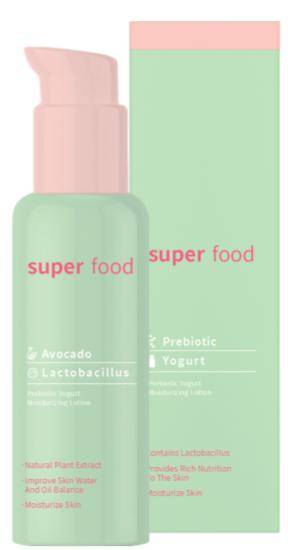 super food
Avocado
Lactobacillus
Prebiotic Yogurt
Moisturizing Lotion
·Natural Plant Extract
·Improve Skin Water
And Oil Balance
·Moisturize Skin
super food
Prebiotic
Yogurt
Prebiotic Yogurt
Moisturizing Lotion
Contains Lactobacillus
Provides Rich Nutrition
To The Skin
Moisturize Skin